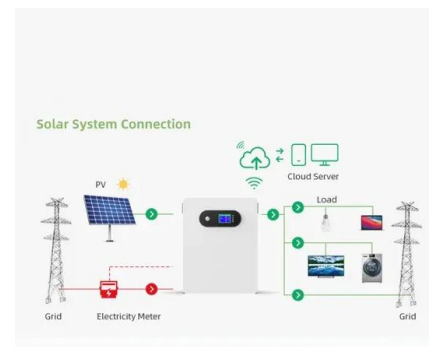 Solar System Connection
Cloud Server
PV
Load
Grid
Electricity Meter
Grid